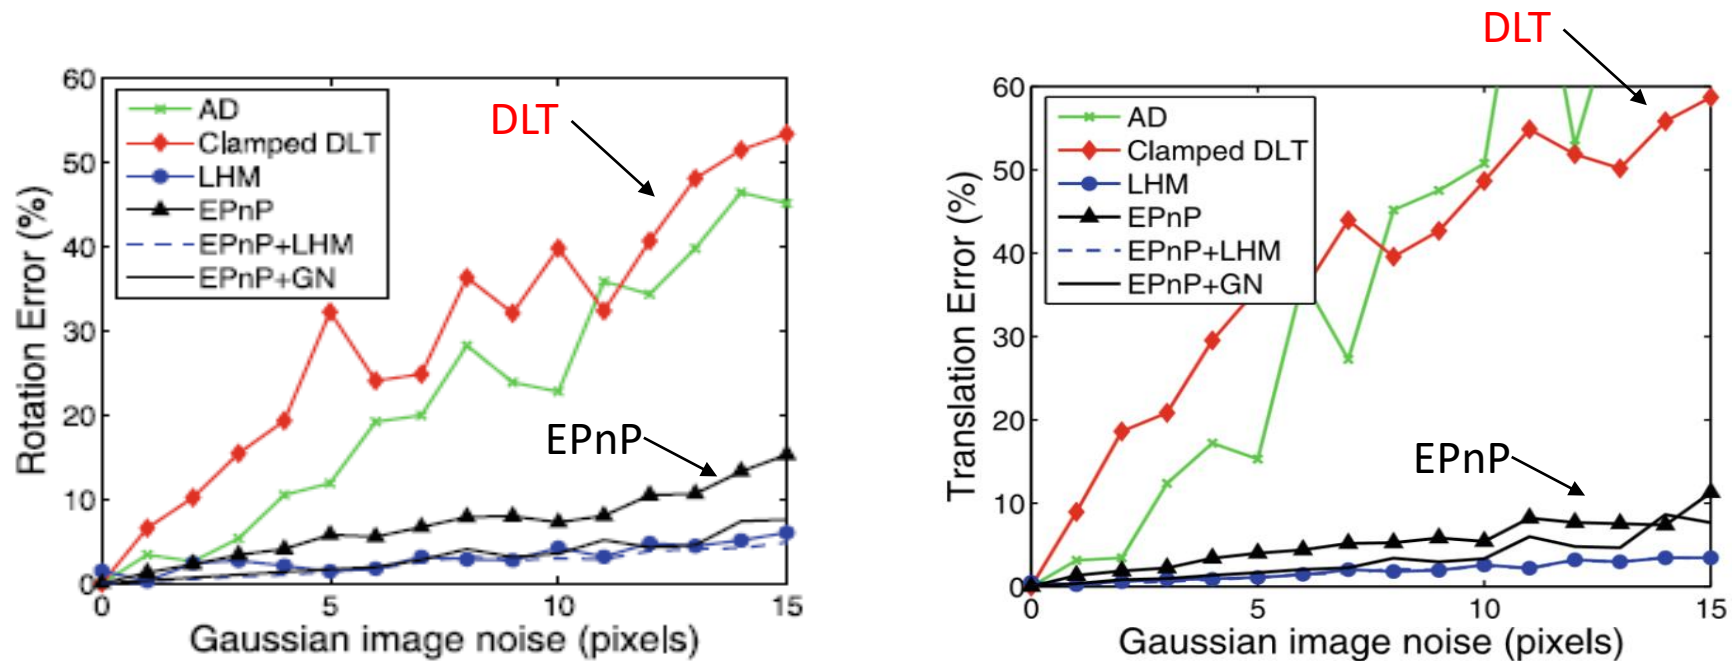 DLT
60
50
40
30
20
10
0
Rotation Error (%)
AD
Clamped DLT
LHM
EPnP
EPnP+LHM
EPnP+GN
DLT
EPnP
0 5 10 15
Gaussian image noise (pixels)
60
50
40
30
20
10
0
Translation Error (%)
AD
Clamped DLT
LHM
EPnP
EPnP+LHM
EPnP+GN
EPnP
0 5 10 15
Gaussian image noise (pixels)